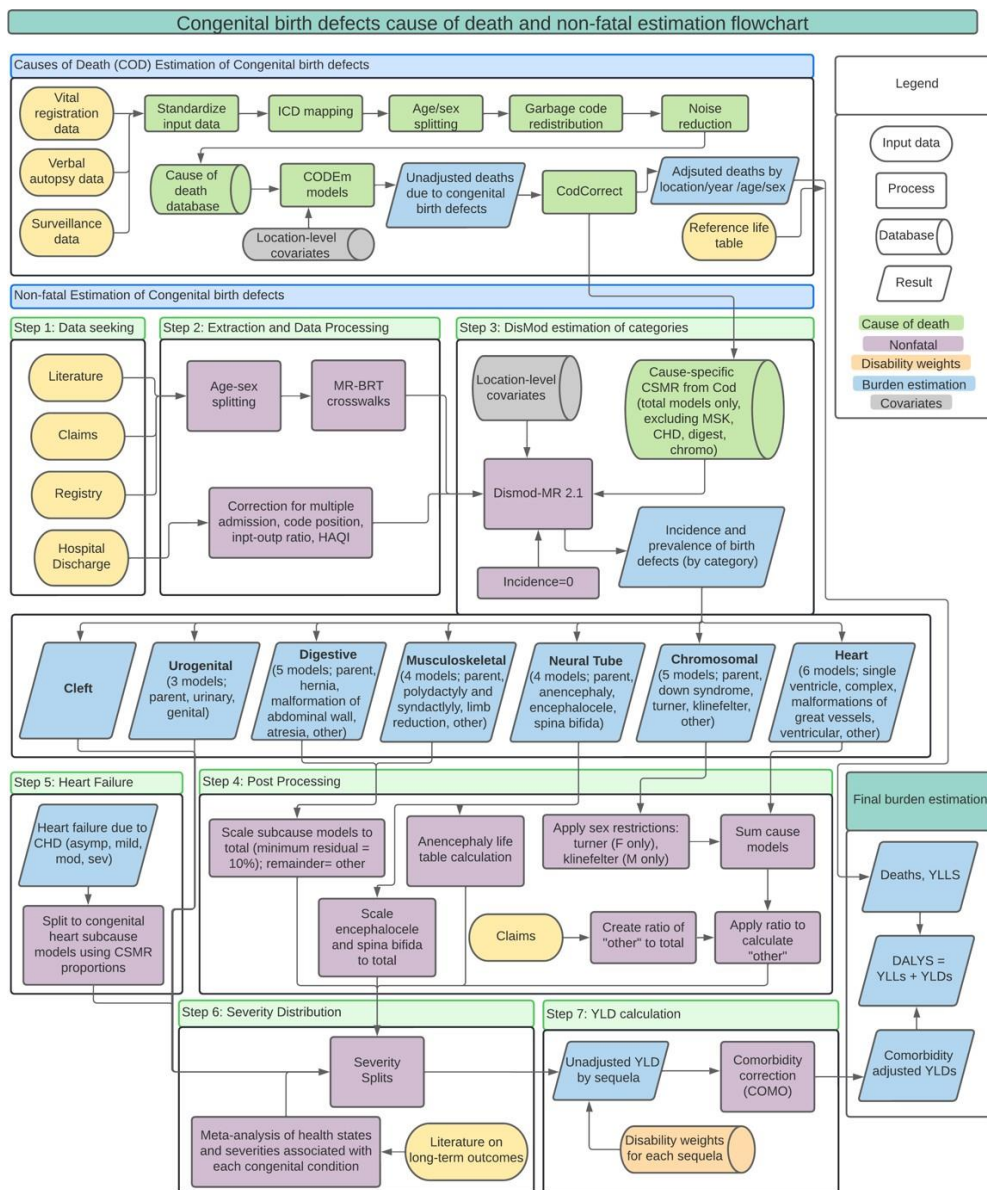 Congenital birth defects cause of death and non-fatal estimation flowchart
Causes of Death (COD) Estimation of Congenital birth defects
Vital
registration
data
Standardize
input data
ICD mapping
Age/sex
splitting
Garbage code
redistribution
Noise
reduction
Verbal
autopsy data
Cause of
death
database
CODEm
models
Unadjusted deaths
due to congenital
birth defects
CodCorrect
Adjusted deaths by
location/year /age/sex
Surveillance
data
Location-level
covariates
Reference life
table
Legend
Input data
Process
Database
Result
Cause of death
Nonfatal
Disability weights
Burden estimation
Covariates
Non-fatal Estimation of Congenital birth defects
Step 1: Data seeking
Literature
Claims
Registry
Hospital
Discharge
Step 2: Extraction and Data Processing
Age-sex
splitting
MR-BRT
crosswalks
Correction for multiple
admission, code position,
inpt-outp ratio, HAQI
Step 3: DisMod estimation of categories
Location-level
covariates
Cause-specific
CSMR from Cod
(total models only,
excluding MSK,
CHD, digest,
chromo)
Dismod-MR 2.1
Incidence=0
Incidence and
prevalence of birth
defects (by category)
Cleft
Urogenital
(3 models;
parent, urinary,
genital)
Digestive
(5 models; parent,
hernia,
malformation of
abdominal wall,
atresia, other)
Musculoskeletal
(4 models; parent,
polydactyly and
syndactlyly, limb
reduction, other)
Neural Tube
(4 models; parent,
anencephaly,
encephalocele,
spina bifida)
Chromosomal
(5 models; parent,
down syndrome,
turner, klinefelter,
other)
Heart
(6 models; single
ventricle, complex,
malformations of
great vessels,
ventricular, other)
Step 5: Heart Failure
Heart failure due to
CHD (asymp, mild,
mod, sev)
Split to congenital
heart subcause
models using CSMR
proportions
Step 4: Post Processing
Scale subcause models to
total (minimum residual =
10%); remainder= other
Anencephaly life
table calculation
Apply sex restrictions:
turner (F only),
klinefelter (M only)
Sum cause
models
Scale
encephalocele
and spina bifida
to total
Claims
Create ratio of
"other" to total
Apply ratio to
calculate
"other"
Final burden estimation
Deaths, YLLS
DALYS =
YLLs + YLDs
Comorbidity
adjusted YLDs
Step 6: Severity Distribution
Severity
Splits
Meta-analysis of health states
and severities associated with
each congenital condition
Literature on
long-term outcomes
Step 7: YLD calculation
Unadjusted YLD
by sequela
Comorbidity
correction
(COMO)
Disability weights
for each sequela